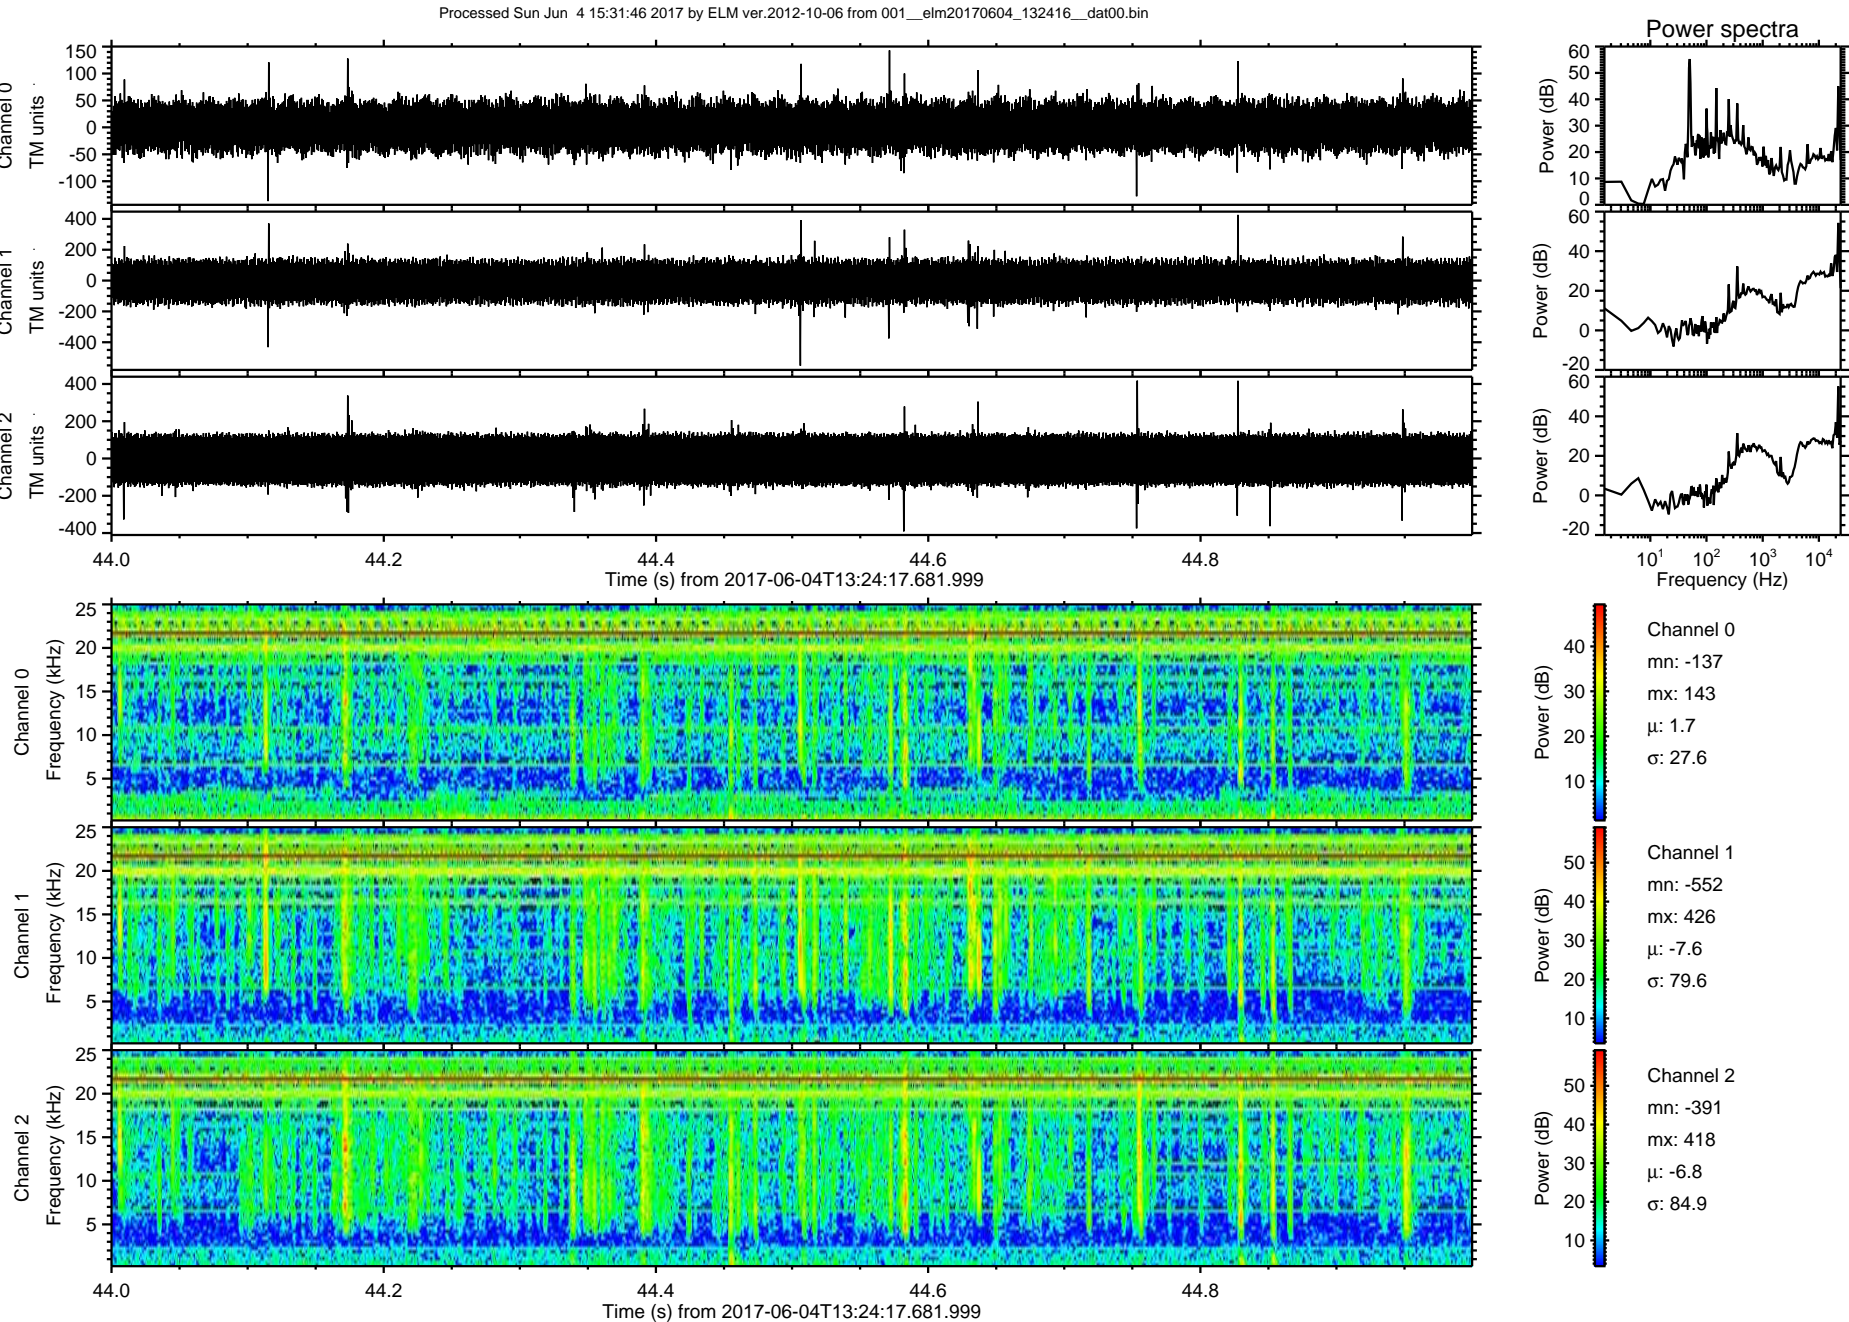 Processed Sun Jun  4 15:31:46 2017 by ELM ver.2012-10-06 from 001__elm20170604_132416__dat00.bin
Power spectra
Channel 0
TM units
150
100
50
0
-50
-100
Power (dB)
60
50
40
30
20
10
0
Channel 1
TM units
400
200
0
-200
-400
Power (dB)
60
40
20
0
-20
Channel 2
TM units
400
200
0
-200
-400
Power (dB)
60
40
20
0
-20
44.0 44.2 44.4 44.6 44.8
Time (s) from 2017-06-04T13:24:17.681.999
10¹ 10² 10³ 10⁴
Frequency (Hz)
Channel 0
Frequency (kHz)
25
20
15
10
5
Power (dB)
40
30
20
10
Channel 0
mn: -137
mx: 143
μ: 1.7
σ: 27.6
Channel 1
Frequency (kHz)
25
20
15
10
5
Power (dB)
50
40
30
20
10
Channel 1
mn: -552
mx: 426
μ: -7.6
σ: 79.6
Channel 2
Frequency (kHz)
25
20
15
10
5
Power (dB)
50
40
30
20
10
Channel 2
mn: -391
mx: 418
μ: -6.8
σ: 84.9
44.0 44.2 44.4 44.6 44.8
Time (s) from 2017-06-04T13:24:17.681.999